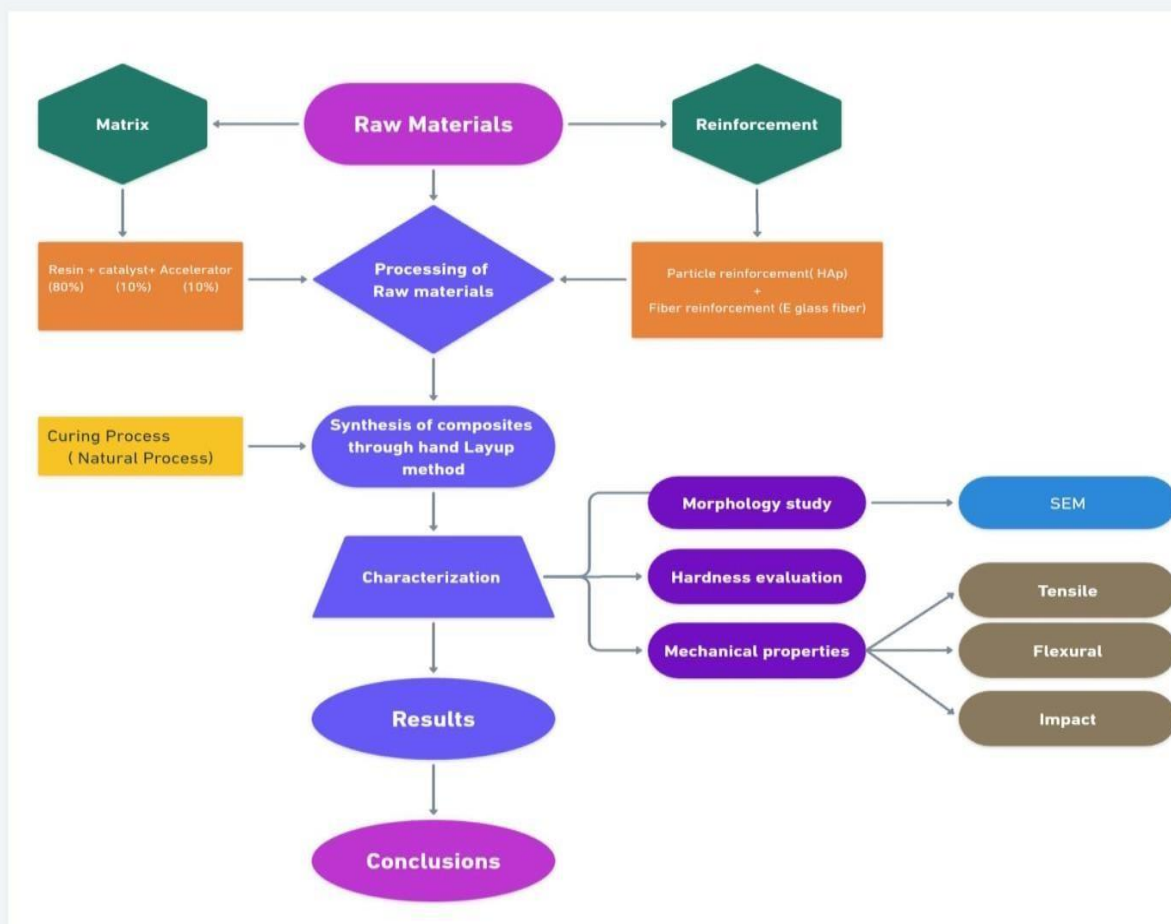 Matrix
Raw Materials
Reinforcement
Resin + catalyst+ Accelerator
(80%) (10%) (10%)
Processing of
Raw materials
Particle reinforcement( HAp)
+
Fiber reinforcement (E glass fiber)
Curing Process
( Natural Process)
Synthesis of composites
through hand Layup
method
Morphology study
SEM
Characterization
Hardness evaluation
Tensile
Mechanical properties
Flexural
Results
Impact
Conclusions